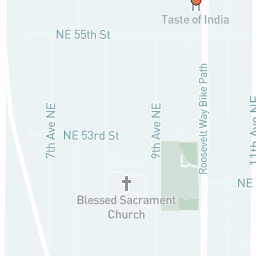 Taste of India
NE 55th St
7th Ave NE
9th Ave NE
Roosevelt Way Bike Path
11th Ave NE
NE 53rd St
NE
Blessed Sacrament
Church